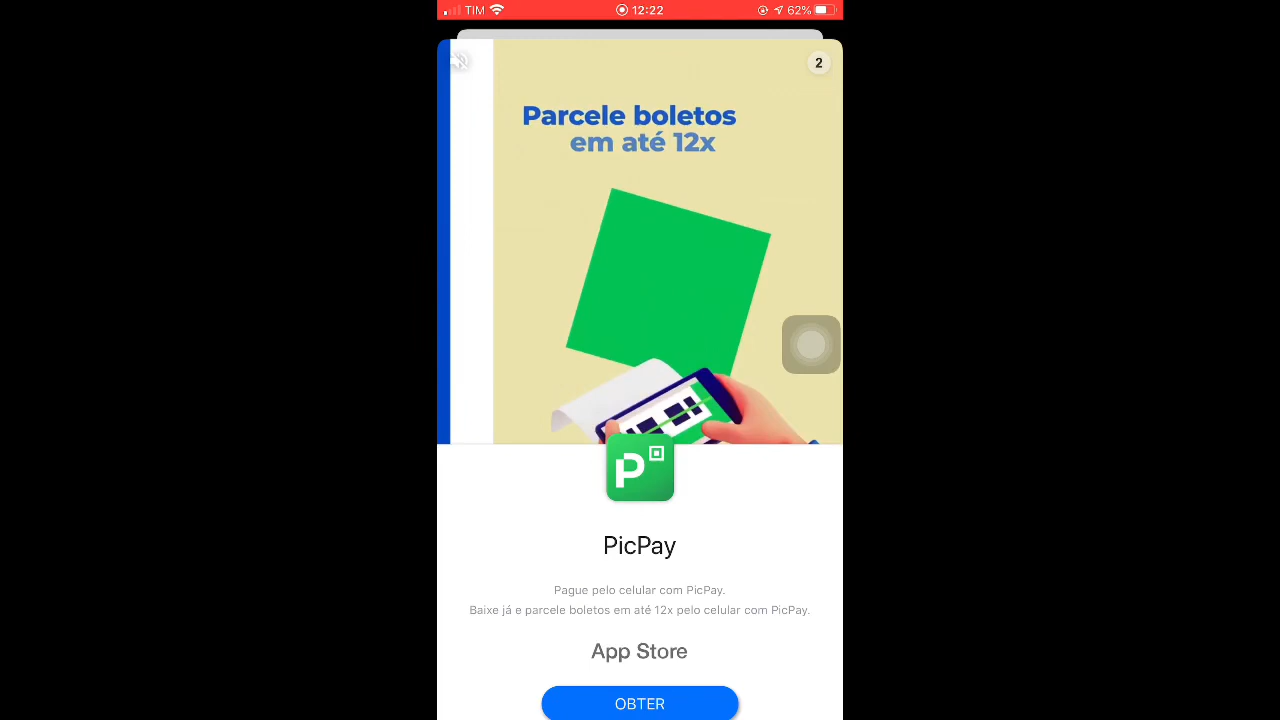 TIM 12:22 62%
2
Parcele boletos
em até 12x
P
PicPay
Pague pelo celular com PicPay.
Baixe já e parcele boletos em até 12x pelo celular com PicPay.
App Store
OBTER